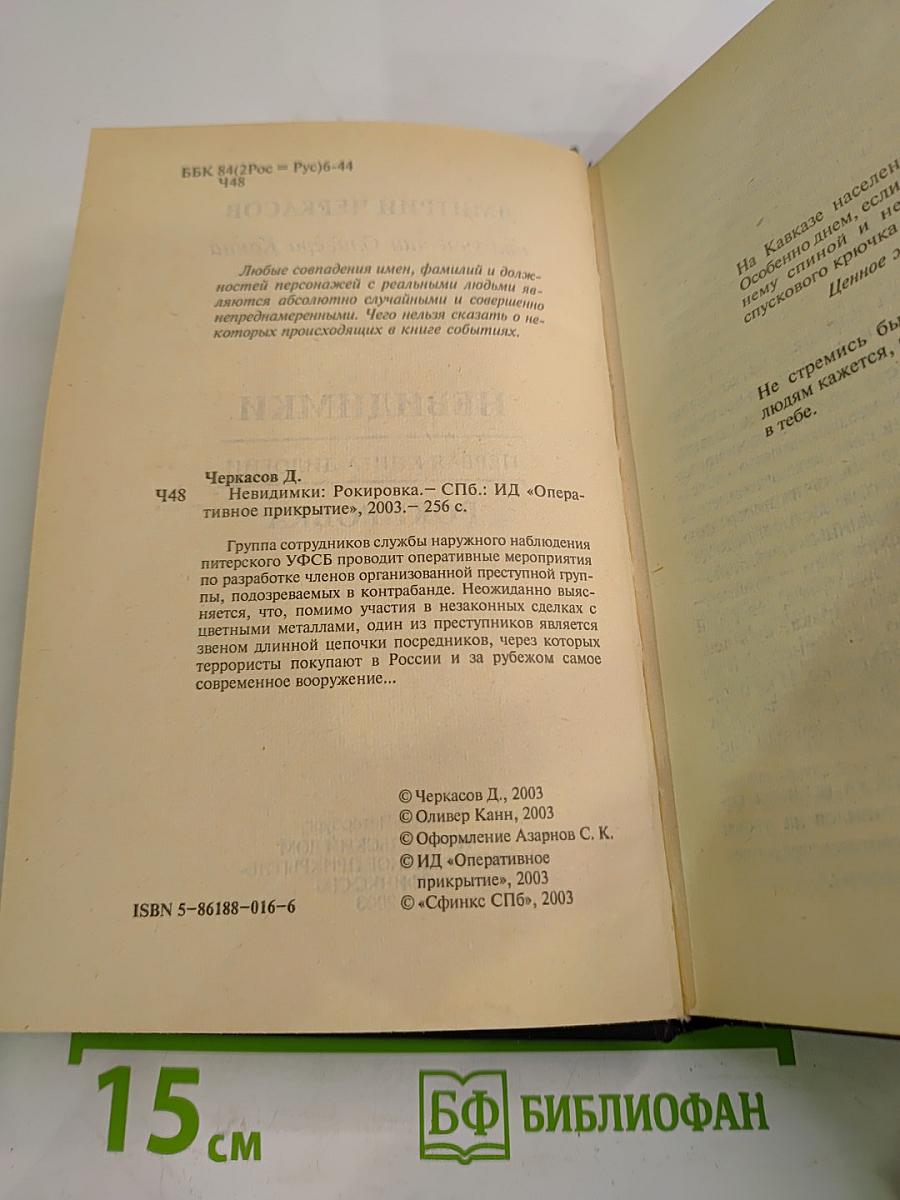 ББК 84(2Рос = Рус)6-44
Ч48
Любые совпадения имен, фамилий и долж-
ностей персонажей с реальными людьми яв-
ляются абсолютно случайными и совершенно
непреднамеренными. Чего нельзя сказать о не-
которых происходящих в книге событиях.
Черкасов Д.
Ч48 Невидимки: Рокировка.— СПб.: ИД «Опера-
тивное прикрытие», 2003.— 256 с.
Группа сотрудников службы наружного наблюдения
питерского УФСБ проводит оперативные мероприятия
по разработке членов организованной преступной груп-
пы, подозреваемых в контрабанде. Неожиданно выяс-
няется, что, помимо участия в незаконных сделках с
цветными металлами, один из преступников является
звеном длинной цепочки посредников, через которых
террористы покупают в России и за рубежом самое
современное вооружение...
© Черкасов Д., 2003
© Оливер Канн, 2003
© Оформление Азарнов С. К.
© ИД «Оперативное
прикрытие», 2003
© «Сфинкс СПб», 2003
ISBN 5–86188–016–6
На Кавказе населен
Особенно днем, если
нему спиной и не
спускового крючка
Ценное
Не стремись бы
людям кажется,
в тебе.
15 см
БФ БИБЛИОФАН